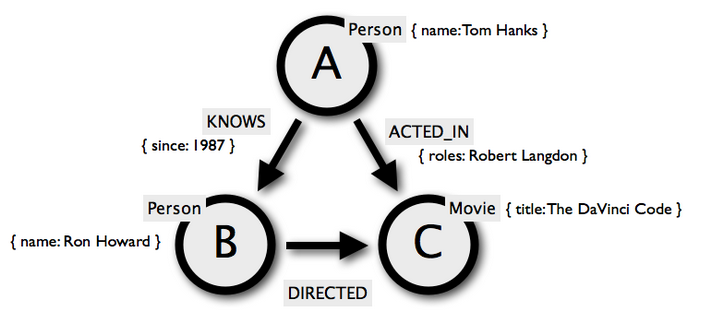 Person { name:Tom Hanks }
A
KNOWS
ACTED_IN
{ since: 1987 }
{ roles: Robert Langdon }
Person
Movie { title:The DaVinci Code }
{ name: Ron Howard }
B
C
DIRECTED